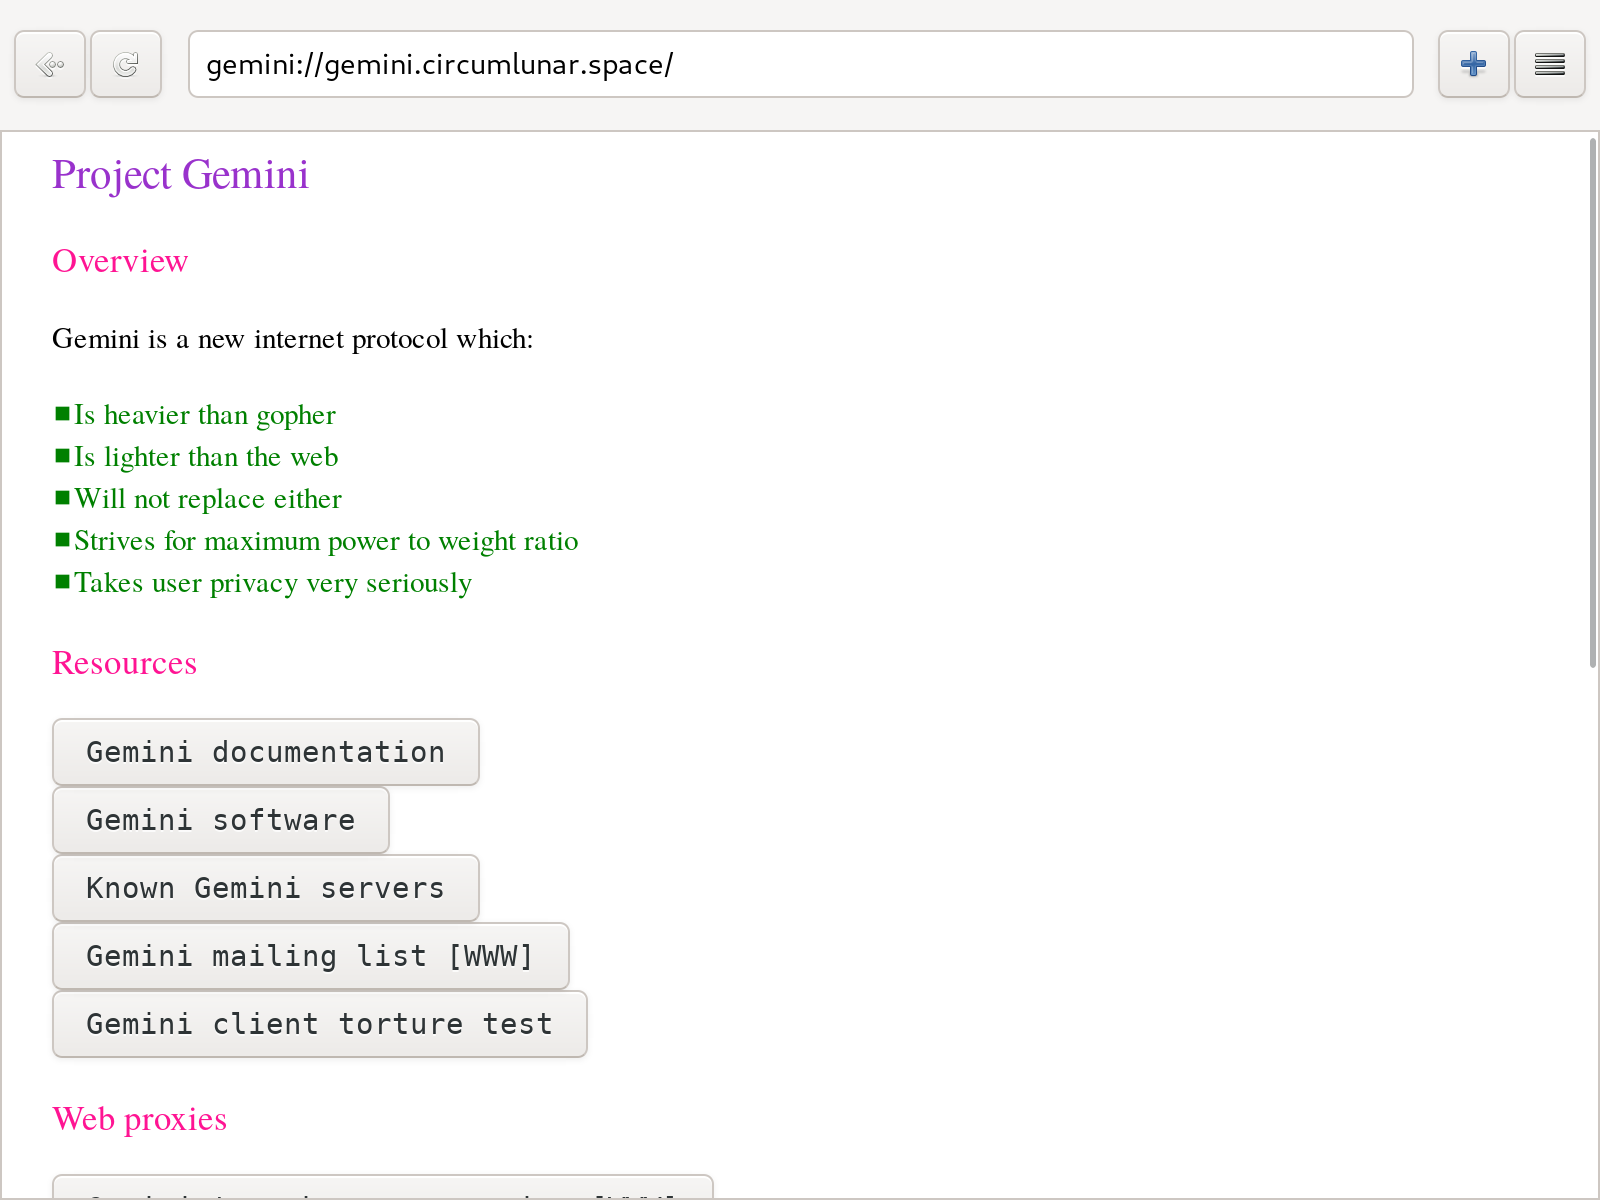 gemini://gemini.circumlunar.space/
Project Gemini
Overview
Gemini is a new internet protocol which:
Is heavier than gopher
Is lighter than the web
Will not replace either
Strives for maximum power to weight ratio
Takes user privacy very seriously
Resources
Gemini documentation
Gemini software
Known Gemini servers
Gemini mailing list [WWW]
Gemini client torture test
Web proxies